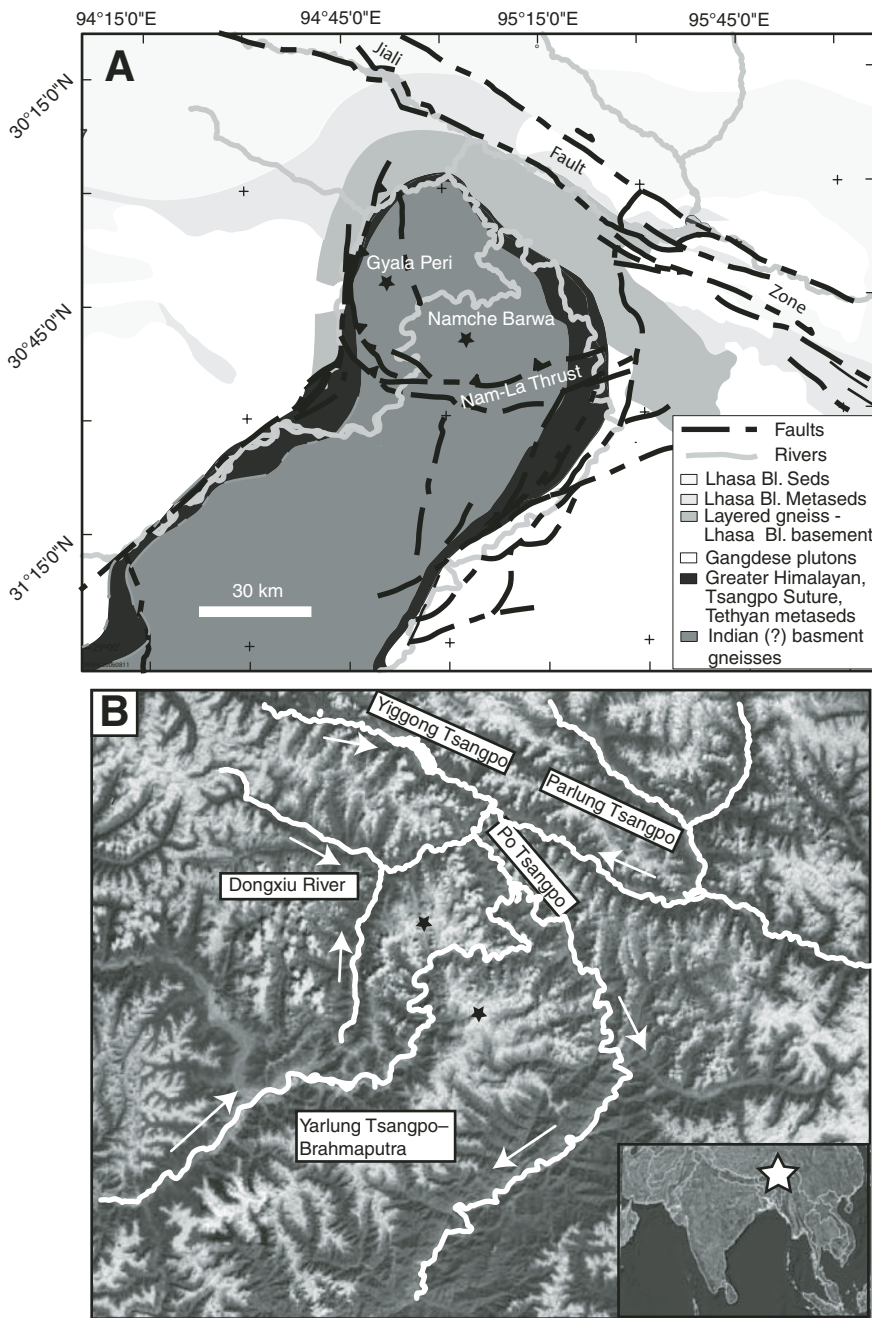 94°15'0"E
94°45'0"E
95°15'0"E
95°45'0"E
A
Jiali
Fault
Zone
30°15'0"N
Gyala Peri
30°45'0"N
Namche Barwa
Nam-La Thrust
31°15'0"N
30 km
Faults
Rivers
Lhasa Bl. Seds
Lhasa Bl. Metaseds
Layered gneiss -
Lhasa Bl. basement
Gangdese plutons
Greater Himalayan,
Tsangpo Suture,
Tethyan metaseds
Indian (?) basment
gneisses
B
Yiggong Tsangpo
Parlung Tsangpo
Po Tsangpo
Dongxiu River
Yarlung Tsangpo–
Brahmaputra